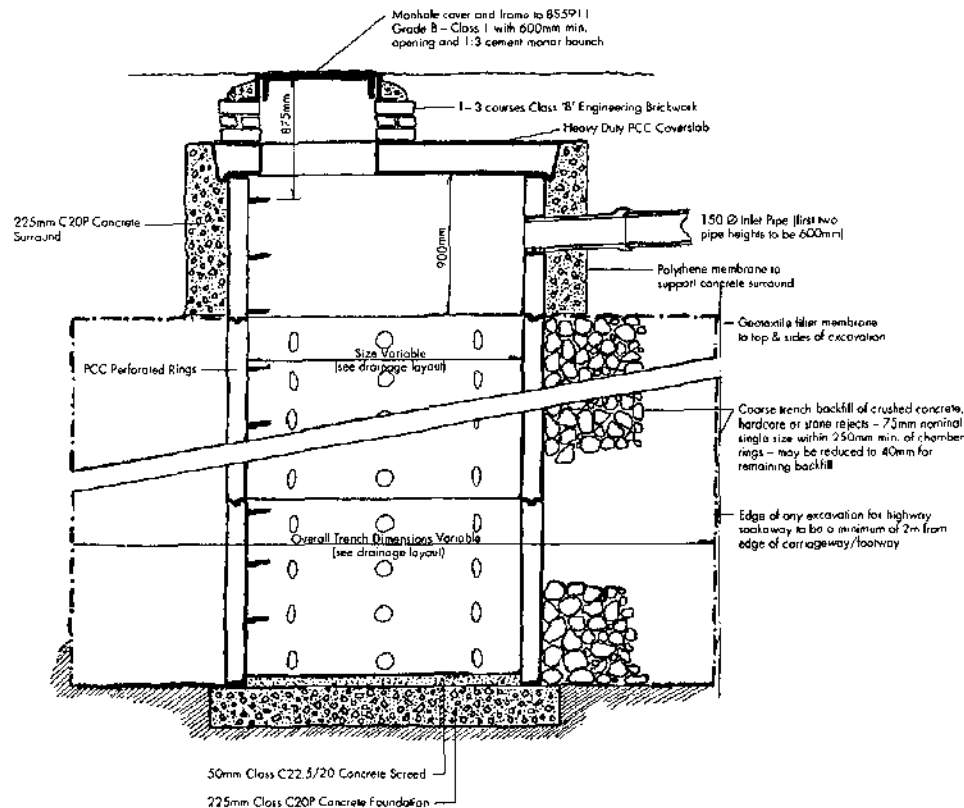 Manhole cover and frame to BS5911
Grade B – Class 1 with 600mm min.
opening and 1:3 cement mortar haunch
875mm
1–3 courses Class 'B' Engineering Brickwork
Heavy Duty PCC Coverslab
225mm C20P Concrete
Surround
900mm
150 Ø Inlet Pipe (first two
pipe heights to be 600mm)
Polythene membrane to
support concrete surround
Geotextile filter membrane
to top & sides of excavation
PCC Perforated Rings
Size Variable
(see drainage layout)
Coarse trench backfill of crushed concrete,
hardcore or stone rejects – 75mm nominal
single size within 250mm min. of chamber
rings – may be reduced to 40mm for
remaining backfill
Edge of any excavation for highway
soakaway to be a minimum of 2m from
edge of carriageway/footway
Overall Trench Dimensions Variable
(see drainage layout)
50mm Class C22.5/20 Concrete Screed
225mm Class C20P Concrete Foundation